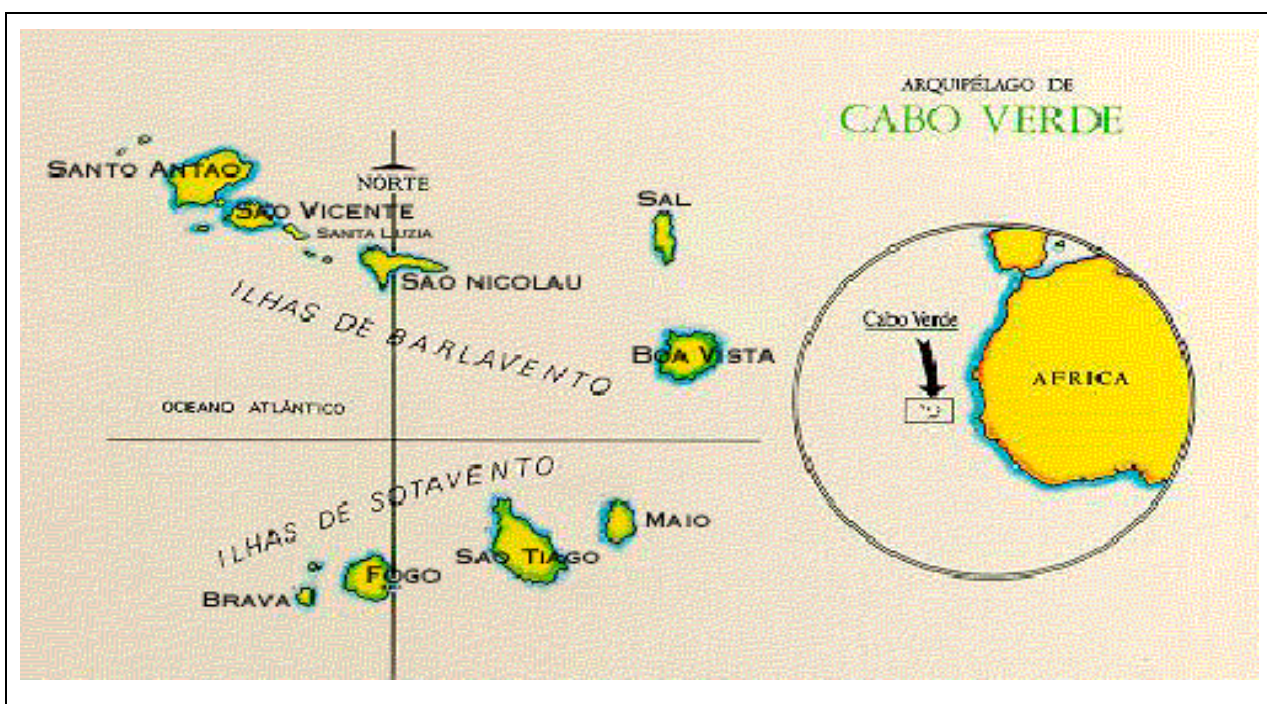 ARQUIPÉLAGO DE
CABO VERDE
SANTO ANTAO
NORTE
SAO VICENTE
SANTA LUZIA
SAL
SAO NICOLAU
ILHAS DE BARLAVENTO
BOA VISTA
OCEANO ATLÂNTICO
Cabo Verde
AFRICA
ILHAS DE SOTAVENTO
MAIO
SAO TIAGO
FOGO
BRAVA